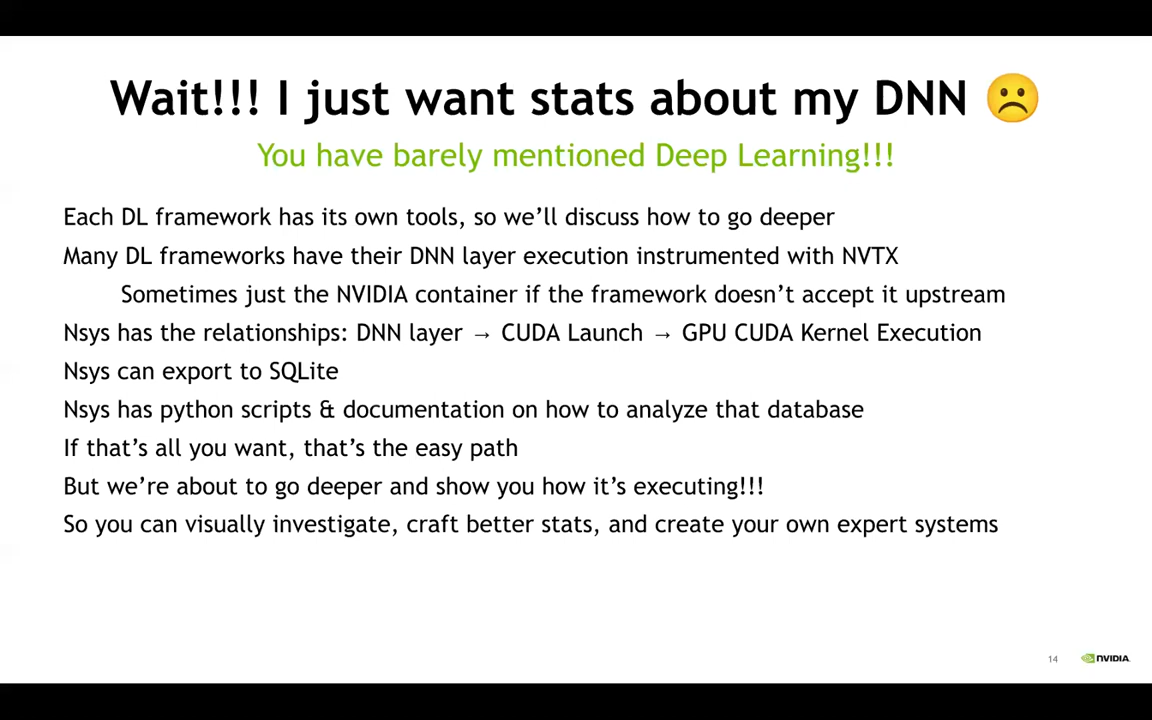 Wait!!! I just want stats about my DNN ☹
You have barely mentioned Deep Learning!!!
Each DL framework has its own tools, so we’ll discuss how to go deeper
Many DL frameworks have their DNN layer execution instrumented with NVTX
Sometimes just the NVIDIA container if the framework doesn’t accept it upstream
Nsys has the relationships: DNN layer → CUDA Launch → GPU CUDA Kernel Execution
Nsys can export to SQLite
Nsys has python scripts & documentation on how to analyze that database
If that’s all you want, that’s the easy path
But we’re about to go deeper and show you how it’s executing!!!
So you can visually investigate, craft better stats, and create your own expert systems
14
NVIDIA.